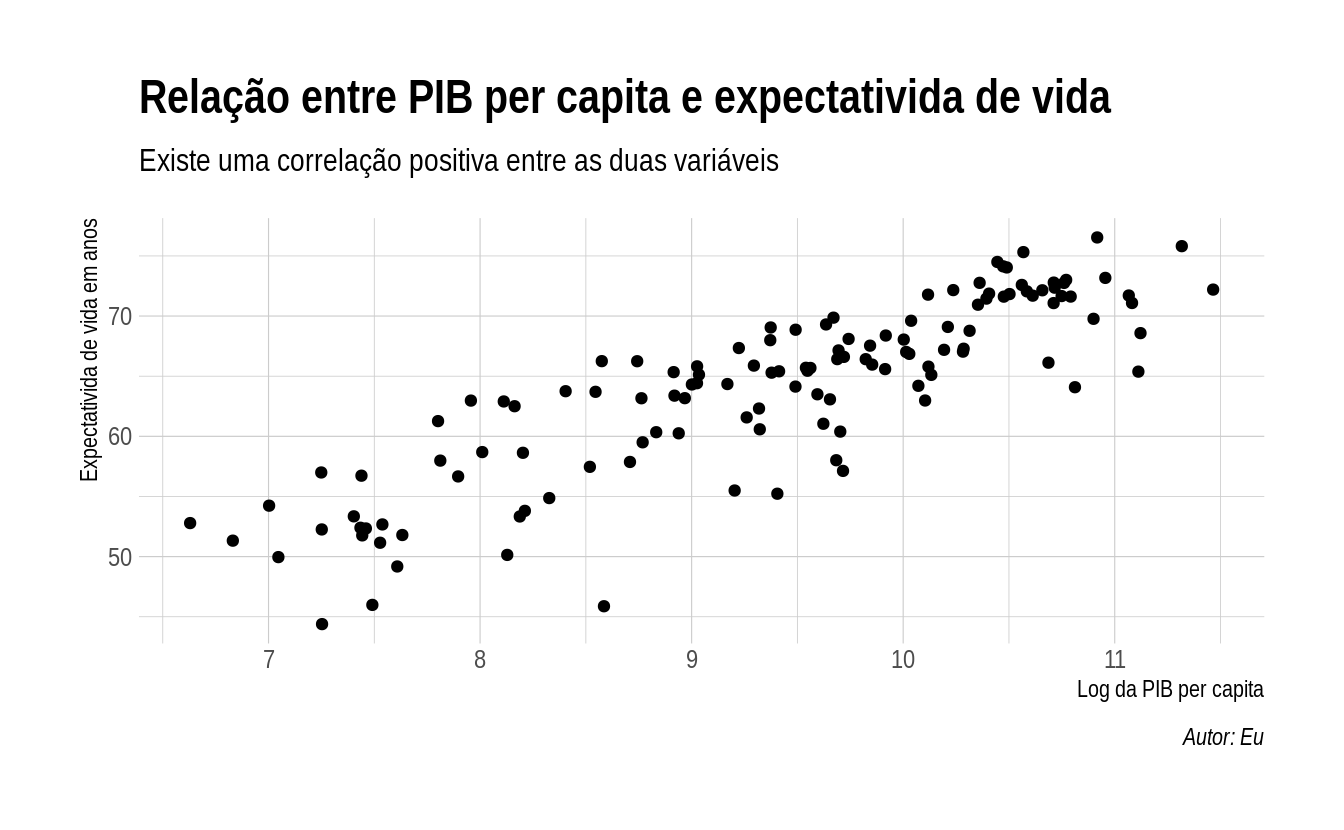 Relação entre PIB per capita e expectativida de vida
Existe uma correlação positiva entre as duas variáveis
Expectativida de vida em anos
70
60
50
7 8 9 10 11
Log da PIB per capita
Autor: Eu